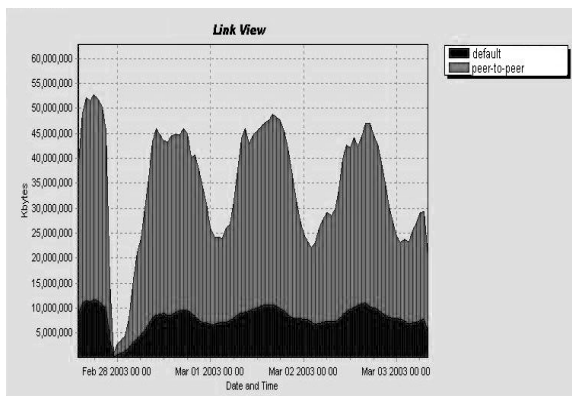 Link View
default
peer-to-peer
60,000,000
55,000,000
50,000,000
45,000,000
40,000,000
35,000,000
30,000,000
25,000,000
20,000,000
15,000,000
10,000,000
5,000,000
Kbytes
Feb 28 2003 00 00
Mar 01 2003 00 00
Mar 02 2003 00 00
Mar 03 2003 00 00
Date and Time